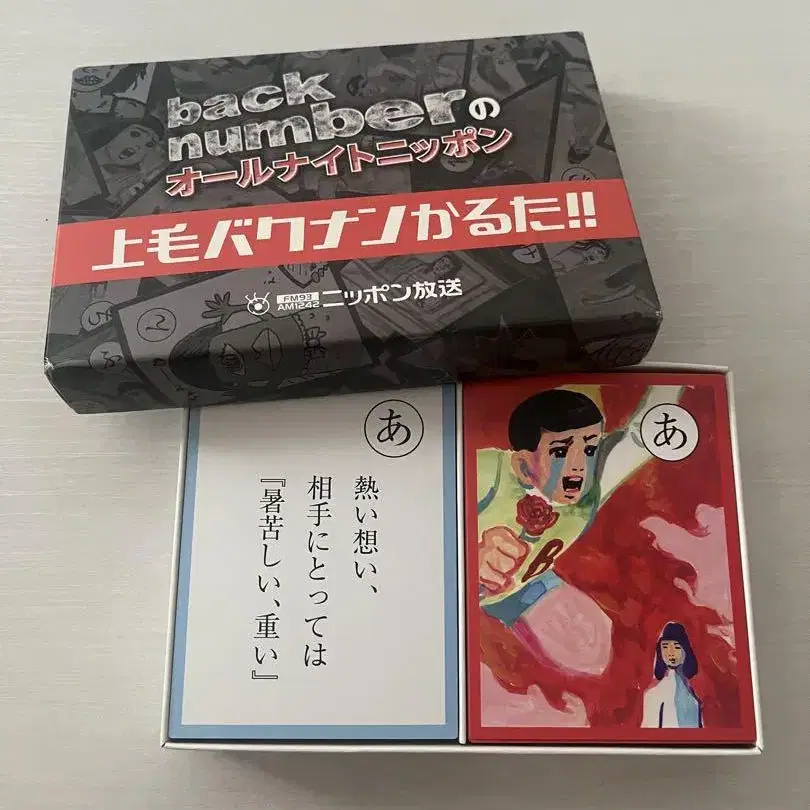 back
numberの
オールナイトニッポン
上毛バクナンかるた!!
FM93
AM1242
ニッポン放送
あ
熱い想い、
相手にとっては
『暑苦しい、重い』
あ
B